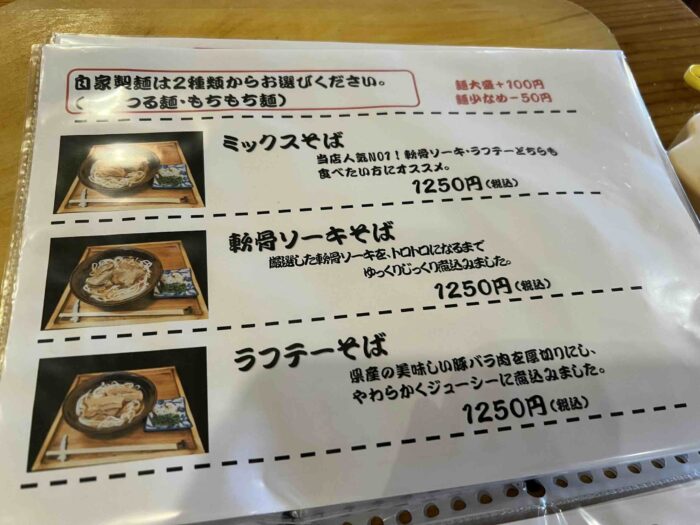 自家製麺は2種類からお選びください。
つる麺・もちもち麺)
麺大盛+100円
麺少なめ-50円
ミックスそば
当店人気NO1!軟骨ソーキ・ラフテーどちらも
食べたい方にオススメ。
1250円(税込)
軟骨ソーキそば
厳選した軟骨ソーキを、トロトロになるまで
ゆっくりじっくり煮込みました。
1250円(税込)
ラフテーそば
県産の美味しい豚バラ肉を厚切りにし、
やわらかくジューシーに煮込みました。
1250円(税込)